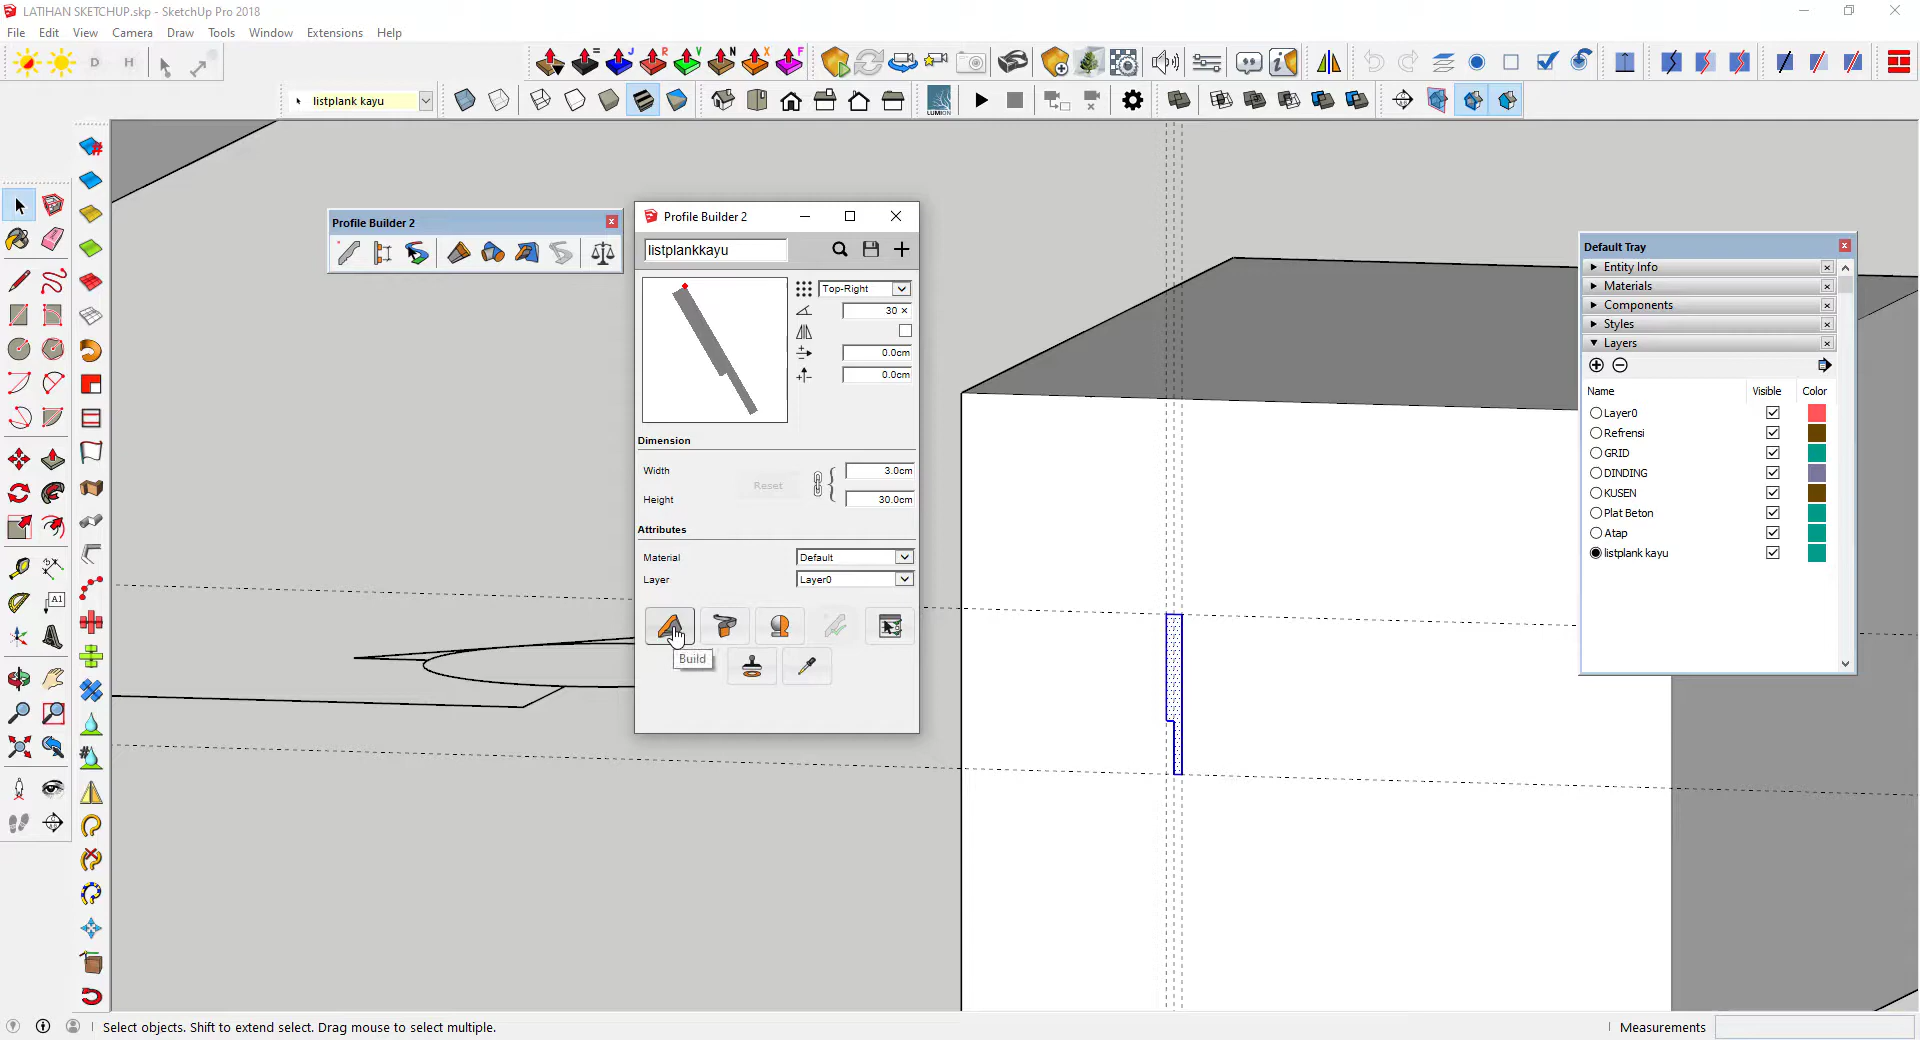 LATIHAN SKETCHUP.skp - SketchUp Pro 2018
File Edit View Camera Draw Tools Window Extensions Help
D H
= J R V N X F
listplank kayu
LUMION
Profile Builder 2
Profile Builder 2
listplankkayu
Top-Right
30 ×
0.0cm
0.0cm
Dimension
Width
3.0cm
Reset
Height
30.0cm
Attributes
Material
Default
Layer
Layer0
Build
A1
Default Tray
Entity Info
Materials
Components
Styles
Layers
Name Visible Color
Layer0
Refrensi
GRID
DINDING
KUSEN
Plat Beton
Atap
listplank kayu
Select objects. Shift to extend select. Drag mouse to select multiple.
Measurements